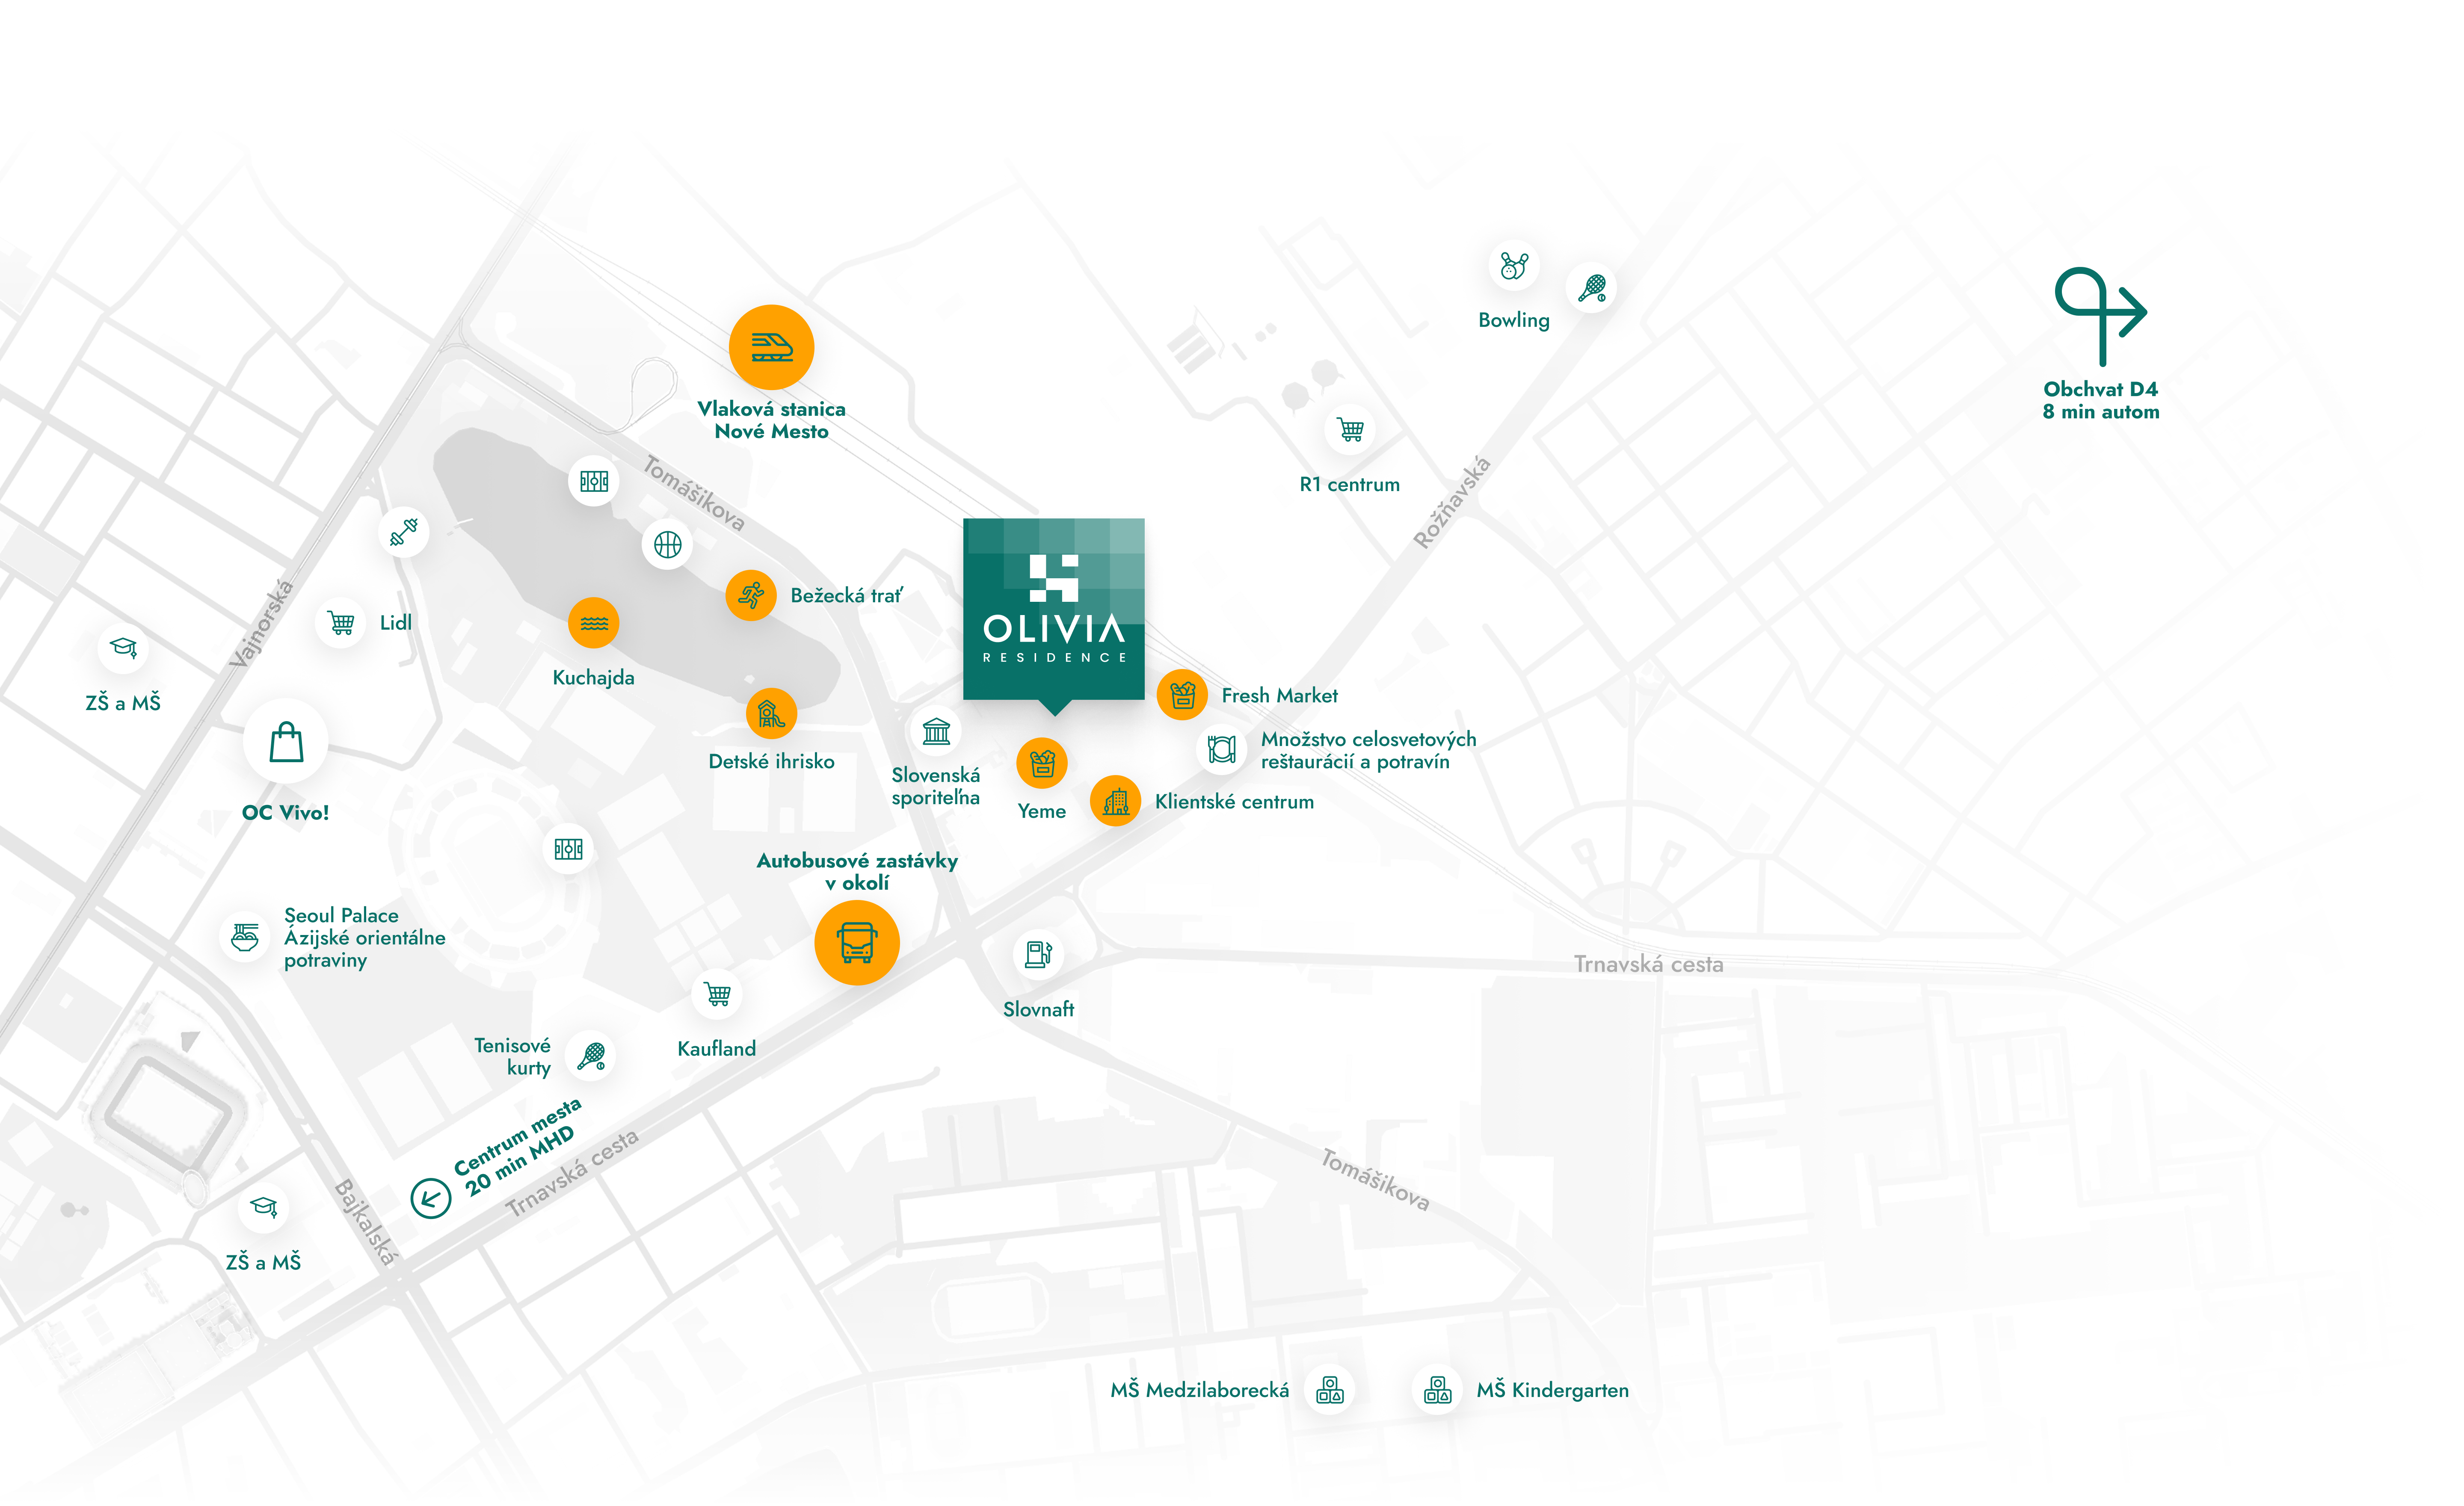 Bowling
Obchvat D4
8 min autom
Vlaková stanica
Nové Mesto
Tomášikova
R1 centrum
Rožňavská
Vajnorská
Lidl
Bežecká trať
OLIVIA
RESIDENCE
Kuchajda
ZŠ a MŠ
Fresh Market
Detské ihrisko
Množstvo celosvetových
reštaurácií a potravín
Slovenská
sporiteľna
Yeme
Klientské centrum
OC Vivo!
Autobusové zastávky
v okolí
Seoul Palace
Ázijské orientálne
potraviny
Trnavská cesta
Slovnaft
Tenisové
kurty
Kaufland
Centrum mesta
20 min MHD
Trnavská cesta
Tomášikova
Bajkalská
ZŠ a MŠ
MŠ Medzilaborecká
MŠ Kindergarten